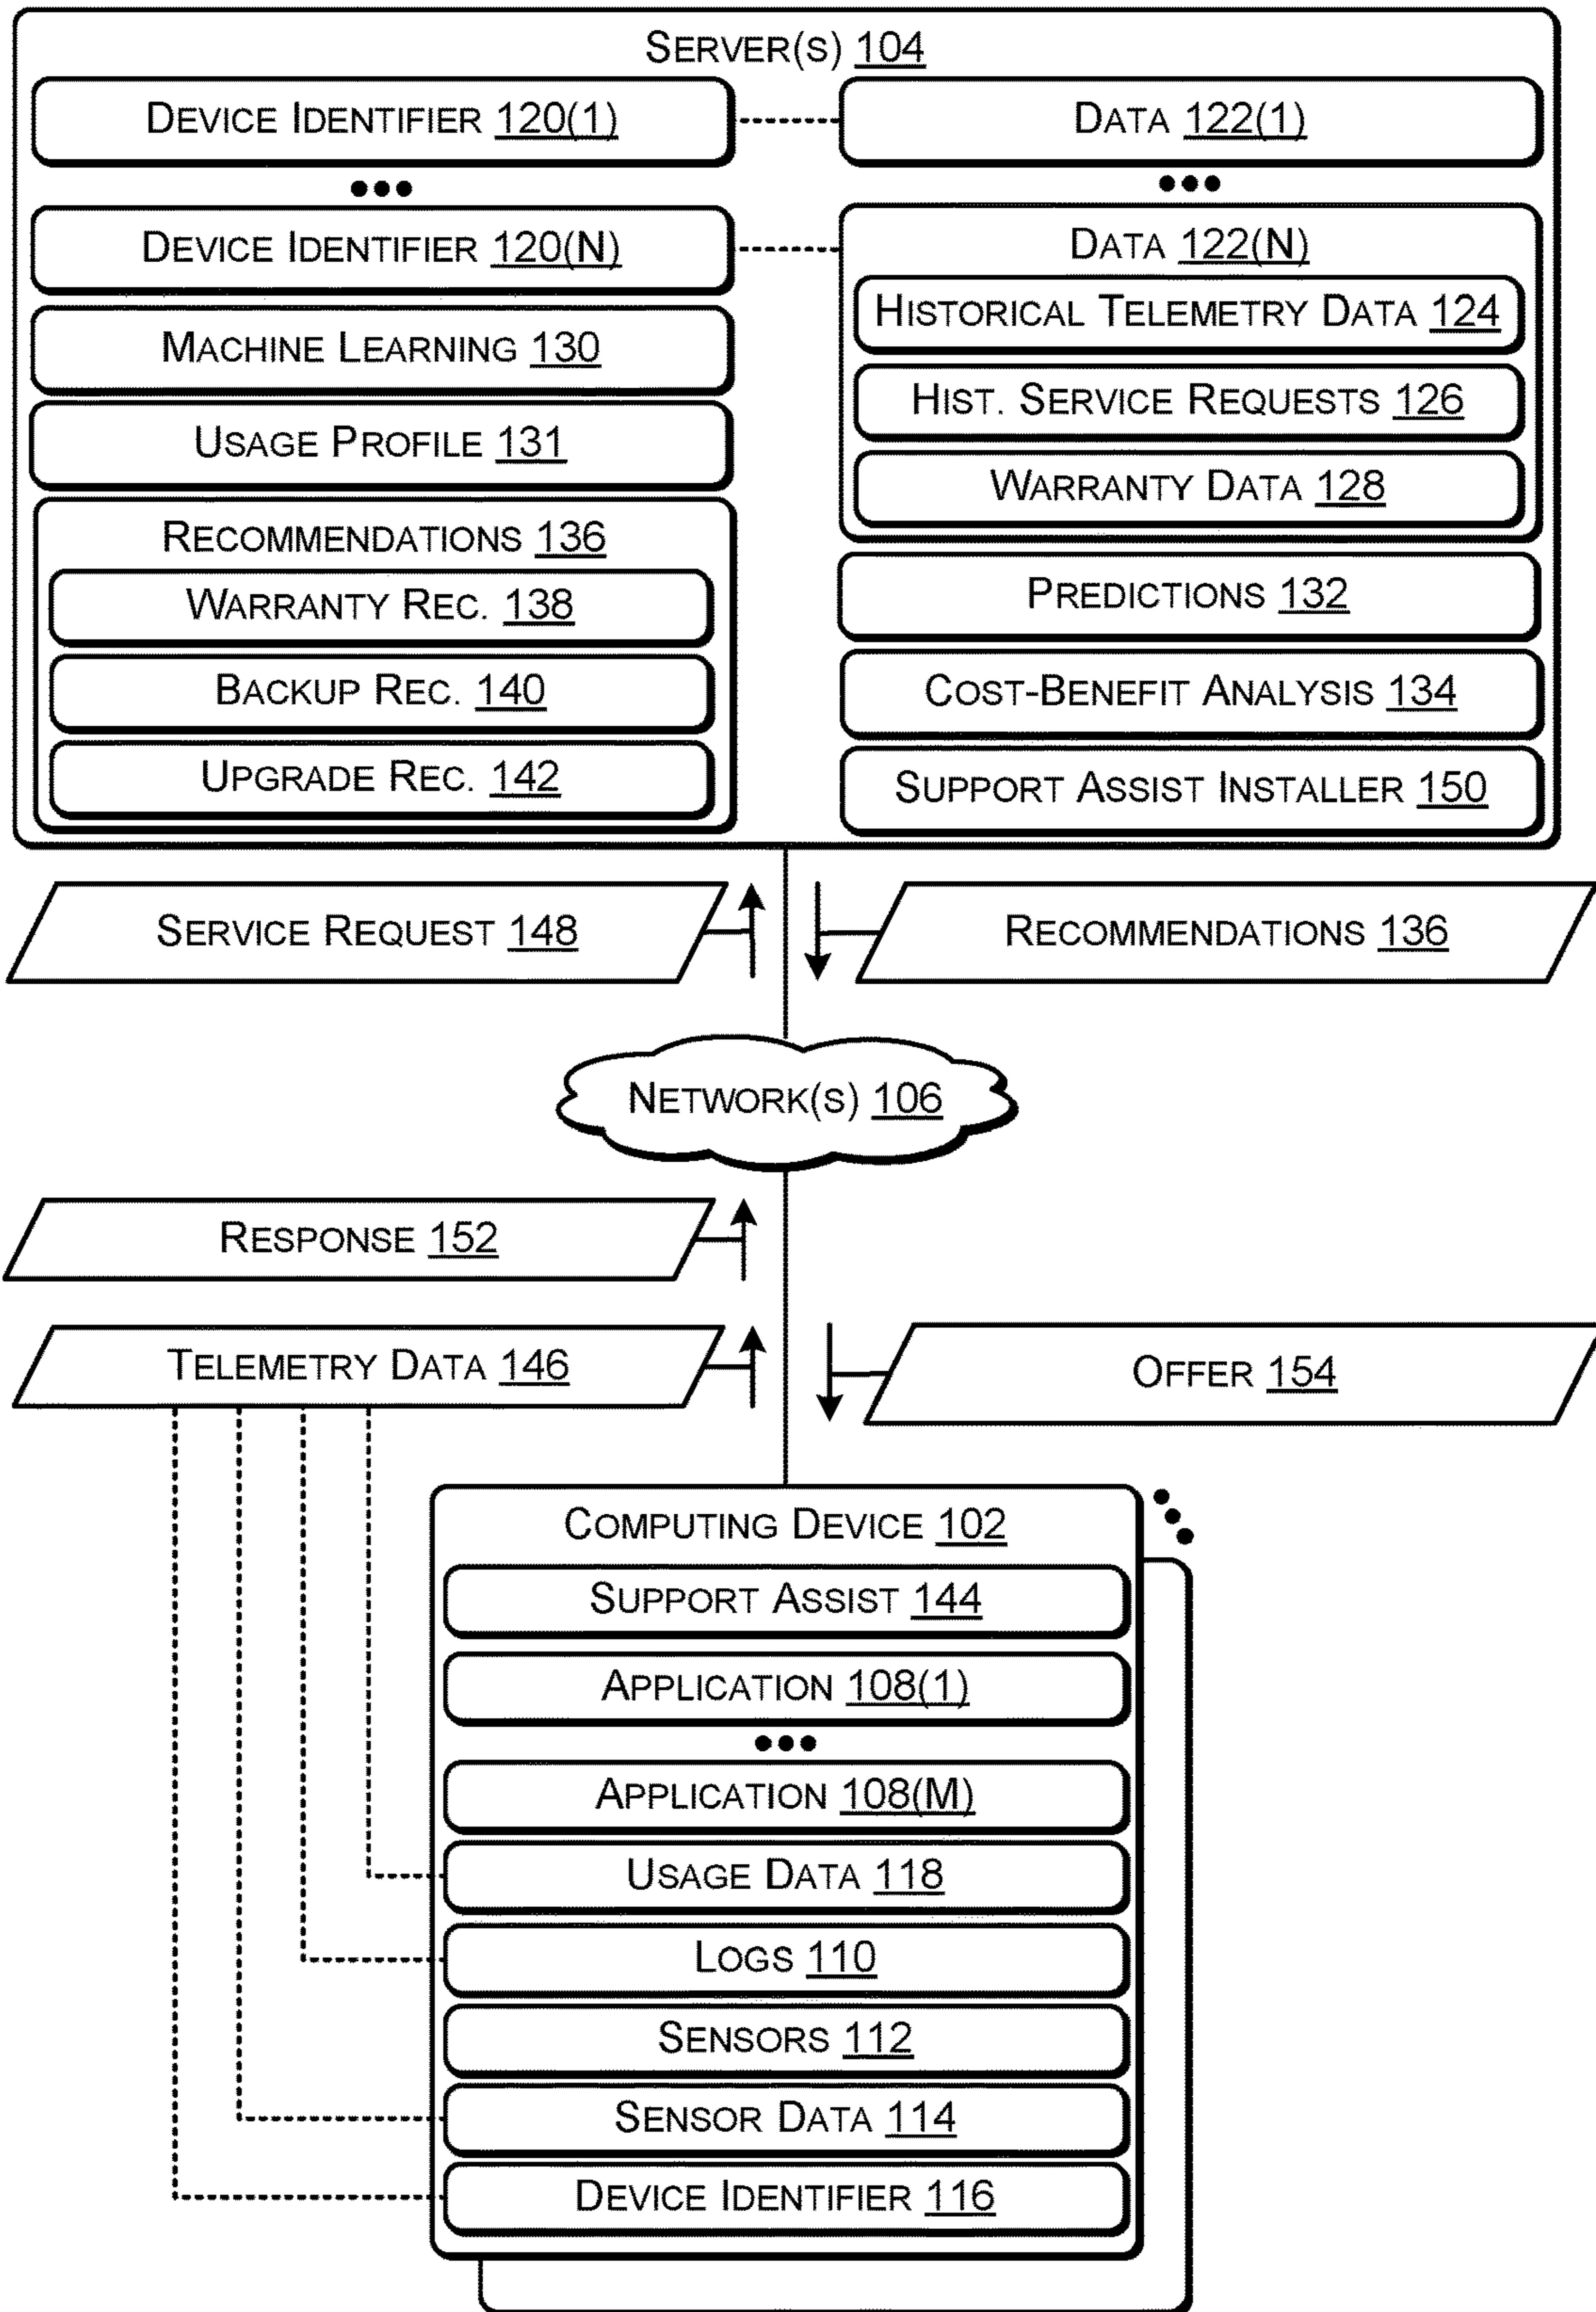 SERVER(S) 104
DEVICE IDENTIFIER 120(1)
DATA 122(1)
DEVICE IDENTIFIER 120(N)
DATA 122(N)
HISTORICAL TELEMETRY DATA 124
MACHINE LEARNING 130
HIST. SERVICE REQUESTS 126
USAGE PROFILE 131
WARRANTY DATA 128
RECOMMENDATIONS 136
WARRANTY REC. 138
BACKUP REC. 140
UPGRADE REC. 142
PREDICTIONS 132
COST-BENEFIT ANALYSIS 134
SUPPORT ASSIST INSTALLER 150
SERVICE REQUEST 148
RECOMMENDATIONS 136
NETWORK(S) 106
RESPONSE 152
TELEMETRY DATA 146
OFFER 154
COMPUTING DEVICE 102
SUPPORT ASSIST 144
APPLICATION 108(1)
APPLICATION 108(M)
USAGE DATA 118
LOGS 110
SENSORS 112
SENSOR DATA 114
DEVICE IDENTIFIER 116